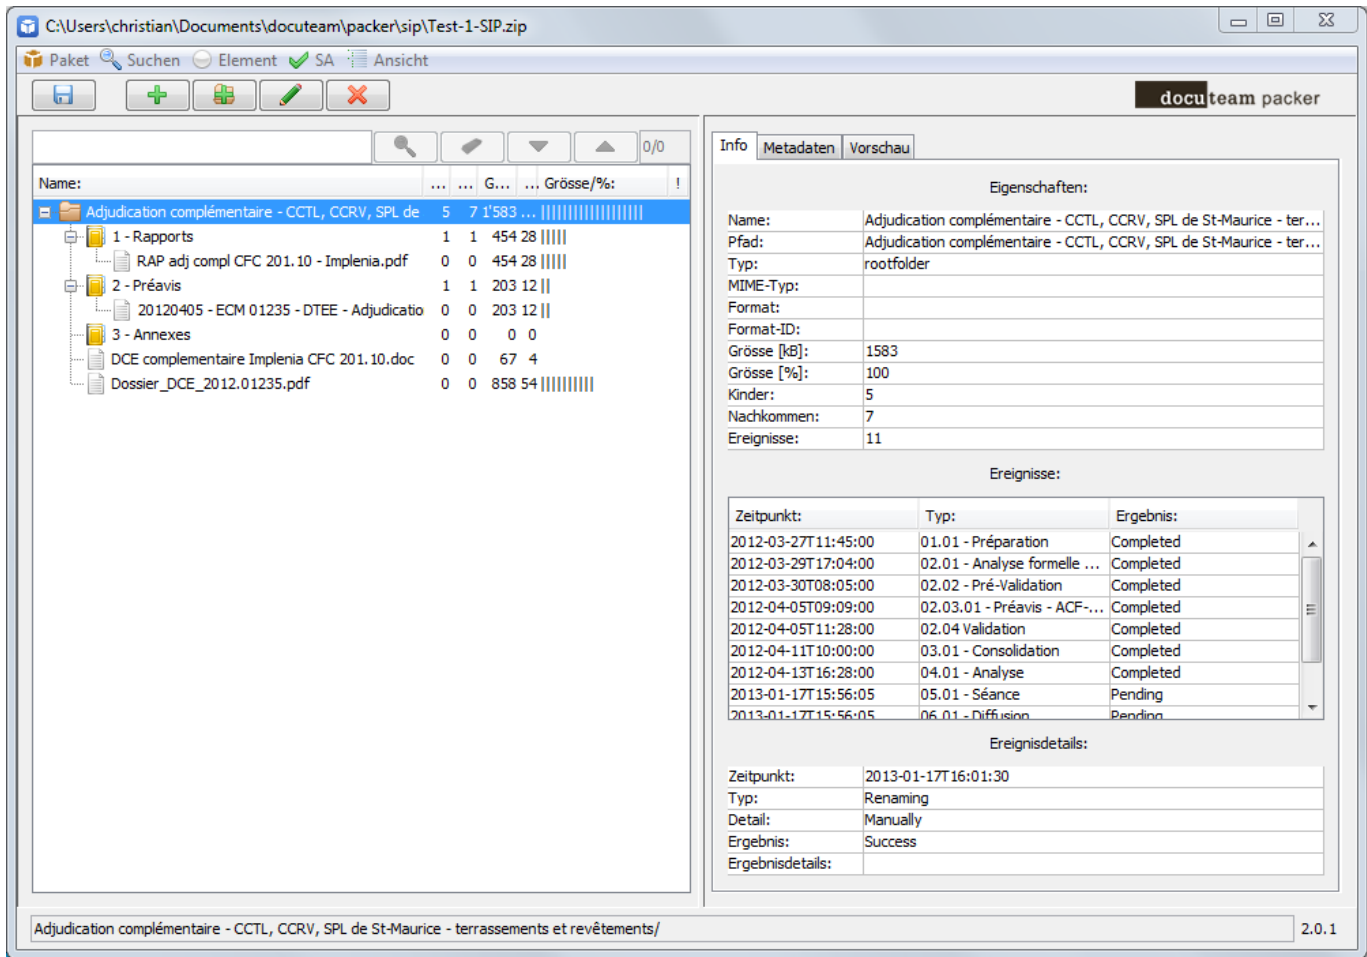 C:\Users\christian\Documents\docuteam\packer\sip\Test-1-SIP.zip
Paket Suchen Element SA Ansicht
docuteam packer
0/0
Name: ... ... G... ... Grösse/%: !
Adjudication complémentaire - CCTL, CCRV, SPL de 5 7 1'583 ...
1 - Rapports 1 1 454 28
RAP adj compl CFC 201.10 - Implenia.pdf 0 0 454 28
2 - Préavis 1 1 203 12
20120405 - ECM 01235 - DTEE - Adjudicatio 0 0 203 12
3 - Annexes 0 0 0 0
DCE complementaire Implenia CFC 201.10.doc 0 0 67 4
Dossier_DCE_2012.01235.pdf 0 0 858 54
Info Metadaten Vorschau
Eigenschaften:
Name: Adjudication complémentaire - CCTL, CCRV, SPL de St-Maurice - ter...
Pfad: Adjudication complémentaire - CCTL, CCRV, SPL de St-Maurice - ter...
Typ: rootfolder
MIME-Typ:
Format:
Format-ID:
Grösse [kB]: 1583
Grösse [%]: 100
Kinder: 5
Nachkommen: 7
Ereignisse: 11
Ereignisse:
Zeitpunkt: Typ: Ergebnis:
2012-03-27T11:45:00 01.01 - Préparation Completed
2012-03-29T17:04:00 02.01 - Analyse formelle ... Completed
2012-03-30T08:05:00 02.02 - Pré-Validation Completed
2012-04-05T09:09:00 02.03.01 - Préavis - ACF-... Completed
2012-04-05T11:28:00 02.04 Validation Completed
2012-04-11T10:00:00 03.01 - Consolidation Completed
2012-04-13T16:28:00 04.01 - Analyse Completed
2013-01-17T15:56:05 05.01 - Séance Pending
2013-01-17T15:56:05 06.01 - Diffusion Pending
Ereignisdetails:
Zeitpunkt: 2013-01-17T16:01:30
Typ: Renaming
Detail: Manually
Ergebnis: Success
Ergebnisdetails:
Adjudication complémentaire - CCTL, CCRV, SPL de St-Maurice - terrassements et revêtements/ 2.0.1